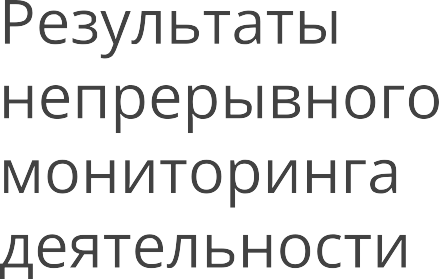 Результаты
непрерывного
мониторинга
деятельности